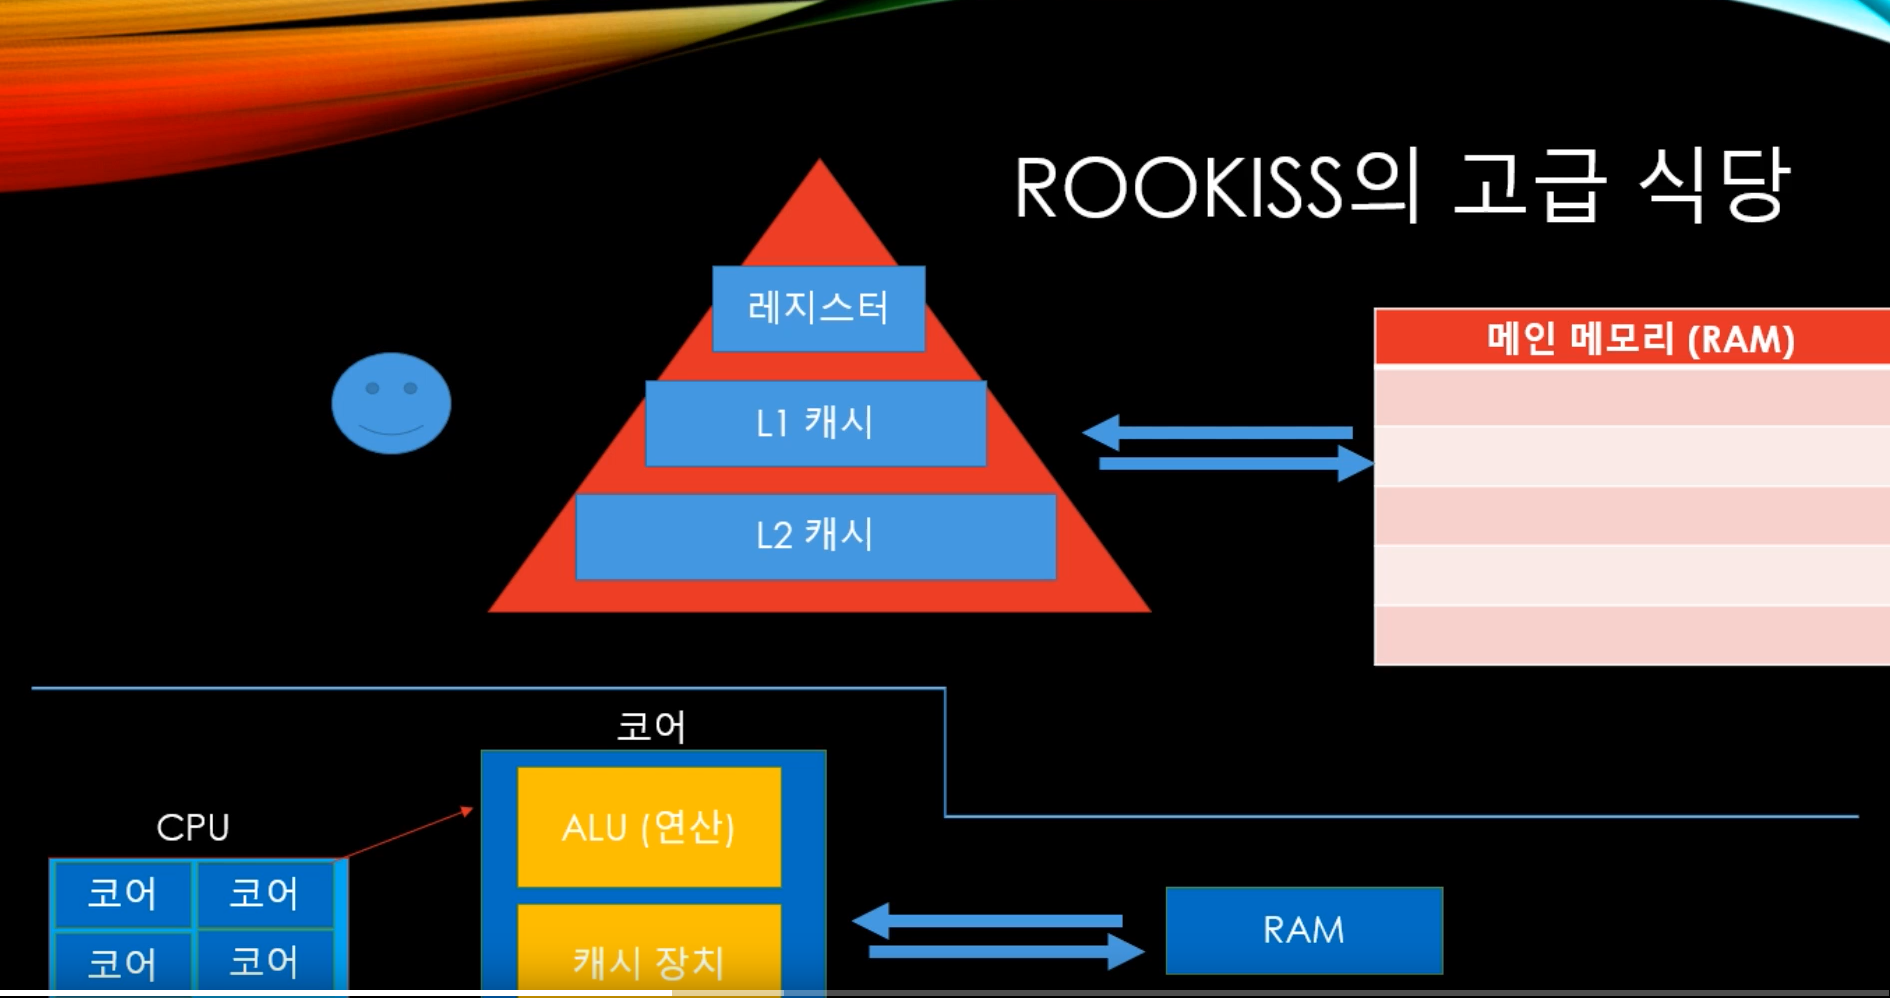 ROOKISS의 고급 식당
레지스터
L1 캐시
L2 캐시
메인 메모리 (RAM)
코어
ALU (연산)
캐시 장치
CPU
코어 코어
코어 코어
RAM